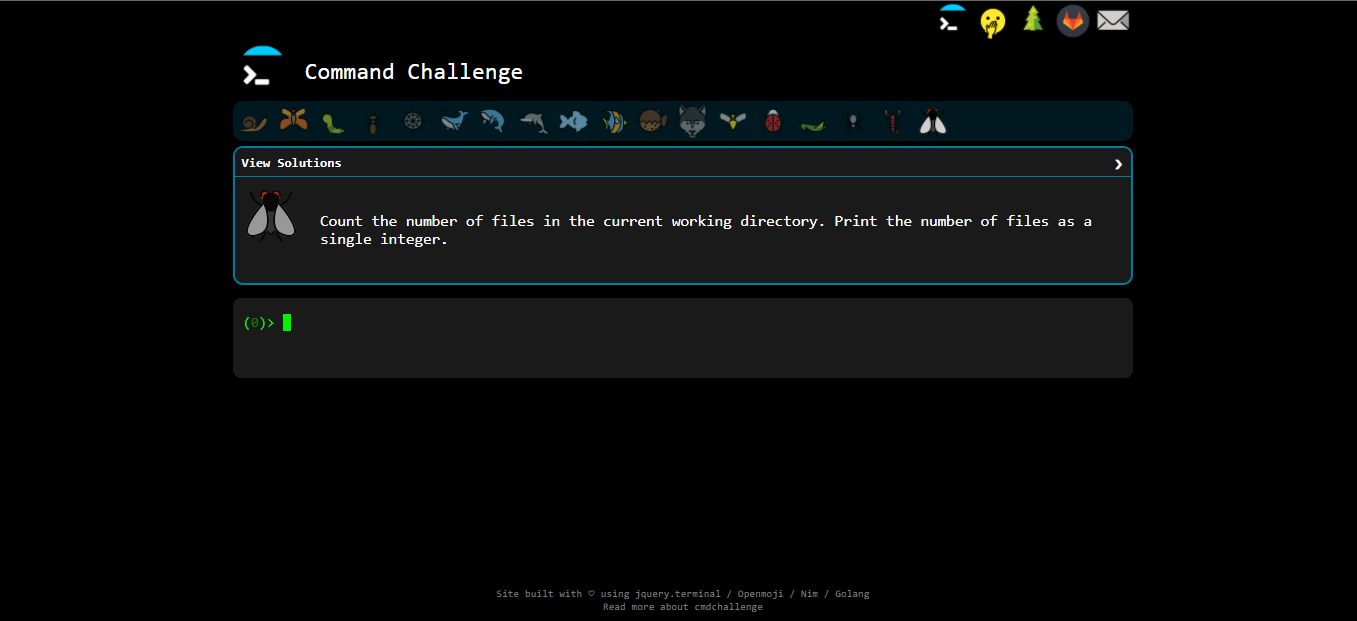 Command Challenge
View Solutions
Count the number of files in the current working directory. Print the number of files as a
single integer.
(0)>
Site built with ♡ using jquery.terminal / Openmoji / Nim / Golang
Read more about cmdchallenge